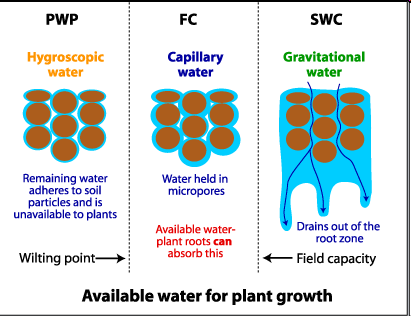 PWP
FC
SWC
Hygroscopic
water
Capillary
water
Gravitational
water
Remaining water
adheres to soil
particles and is
unavailable to plants
Water held in
micropores
Available water-
plant roots can
absorb this
Drains out of the
root zone
Wilting point
Field capacity
Available water for plant growth